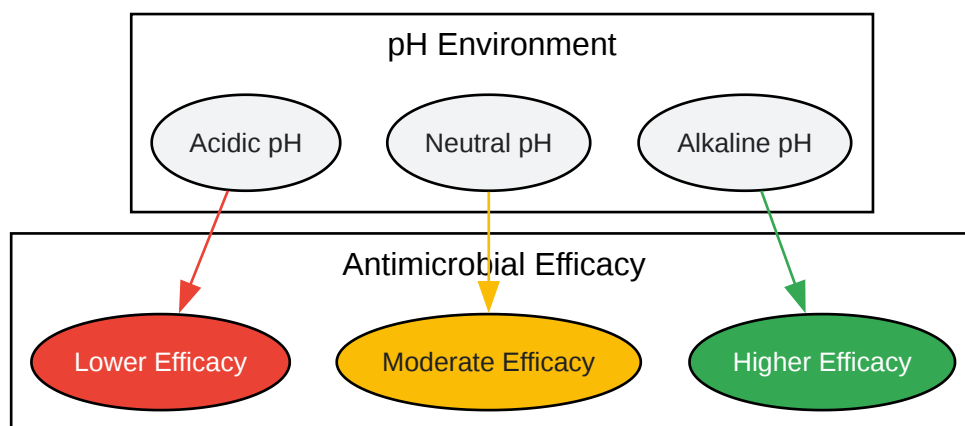 pH Environment
Acidic pH
Neutral pH
Alkaline pH
Antimicrobial Efficacy
Lower Efficacy
Moderate Efficacy
Higher Efficacy